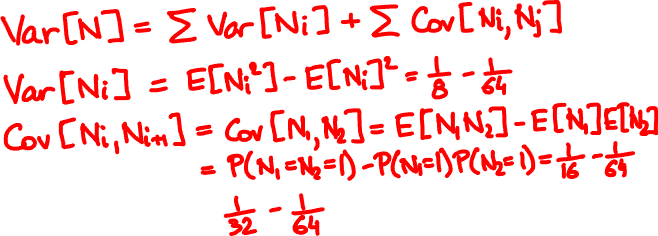 Var[N] = ∑ Var[Ni] + ∑ Cov[Ni,Nj]
Var[Ni] = E[Ni²] - E[Ni]² = 1/8 - 1/64
Cov[Ni,Ni+1] = Cov[N₁,N₂] = E[N₁N₂] - E[N₁]E[N₂]
= P(N₁=N₂=1) - P(N₁=1)P(N₂=1) = 1/16 - 1/64
1/32 - 1/64